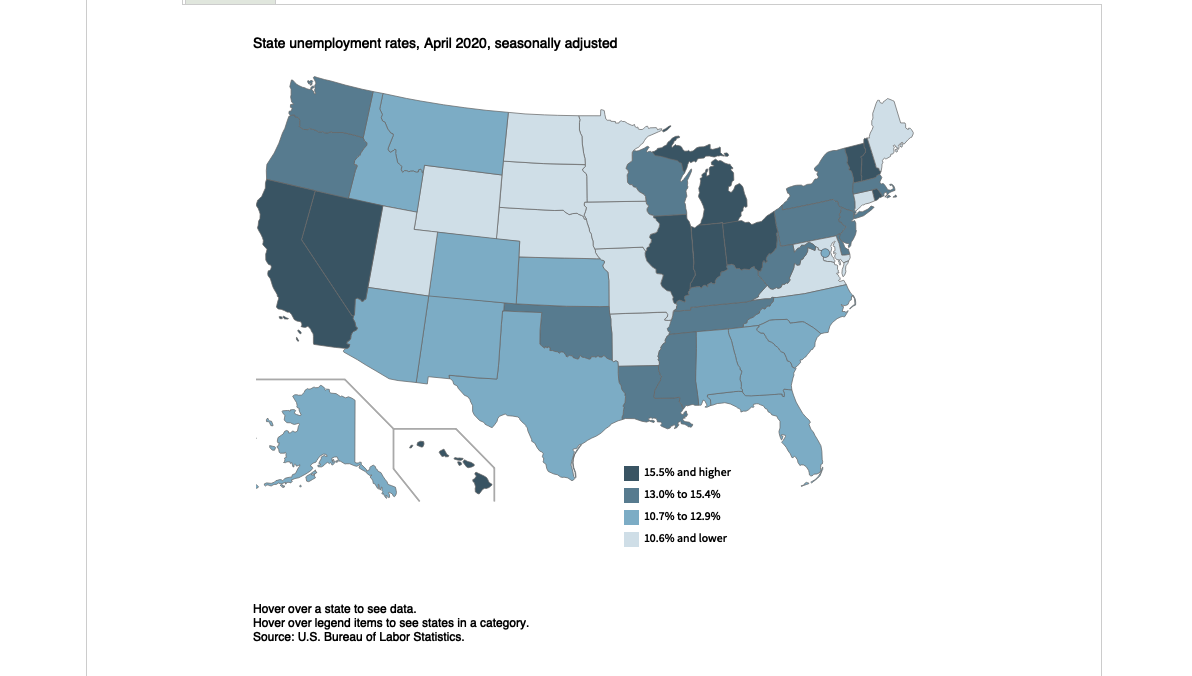 State unemployment rates, April 2020, seasonally adjusted
15.5% and higher
13.0% to 15.4%
10.7% to 12.9%
10.6% and lower
Hover over a state to see data.
Hover over legend items to see states in a category.
Source: U.S. Bureau of Labor Statistics.